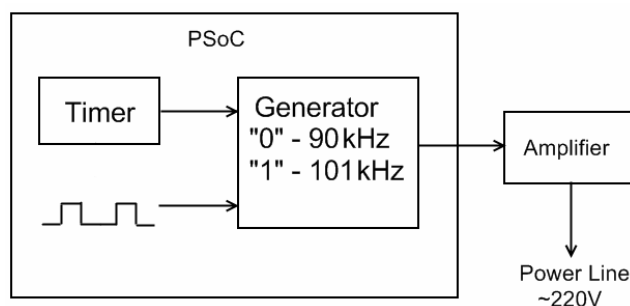 PSoC
Timer
Generator
"0" - 90kHz
"1" - 101kHz
Amplifier
Power Line
~220V